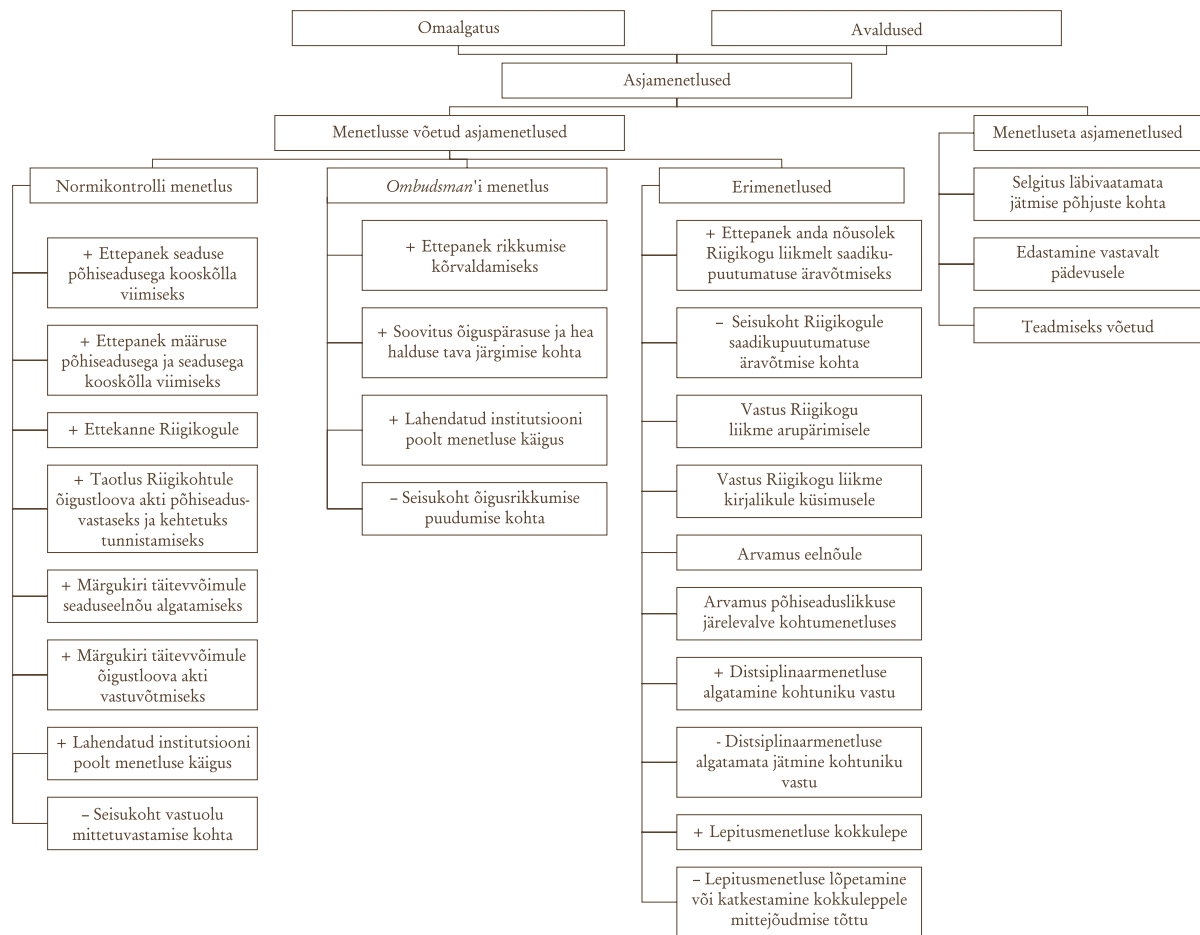 Omaalgatus
Avaldused
Asjamenetlused
Menetlusse võetud asjamenetlused
Menetluseta asjamenetlused
Normikontrolli menetlus
+ Ettepanek seaduse
põhiseadusega kooskõlla
viimiseks
+ Ettepanek määruse
põhiseadusega ja seadusega
kooskõlla viimiseks
+ Ettekanne Riigikogule
+ Taotlus Riigikohtule
õigustloova akti põhiseadus-
vastaseks ja kehtetuks
tunnistamiseks
+ Märgukiri täitevvõimule
seaduseelnõu algatamiseks
+ Märgukiri täitevvõimule
õigustloova akti
vastuvõtmiseks
+ Lahendatud institutsiooni
poolt menetluse käigus
– Seisukoht vastuolu
mittetuvastamise kohta
Ombudsman'i menetlus
+ Ettepanek rikkumise
kõrvaldamiseks
+ Soovitus õiguspärasuse ja hea
halduse tava järgimise kohta
+ Lahendatud institutsiooni
poolt menetluse käigus
– Seisukoht õigusrikkumise
puudumise kohta
Erimenetlused
+ Ettepanek anda nõusolek
Riigikogu liikmelt saadiku-
puutumatuse äravõtmiseks
– Seisukoht Riigikogule
saadikupuutumatuse
äravõtmise kohta
Vastus Riigikogu
liikme arupärimisele
Vastus Riigikogu liikme
kirjalikule küsimusele
Arvamus eelnõule
Arvamus põhiseaduslikkuse
järelevalve kohtumenetluses
+ Distsiplinaarmenetluse
algatamine kohtuniku vastu
- Distsiplinaarmenetluse
algatamata jätmine kohtuniku
vastu
+ Lepitusmenetluse kokkulepe
– Lepitusmenetluse lõpetamine
või katkestamine kokkuleppele
mittejõudmise tõttu
Selgitus läbivaatamata
jätmise põhjuste kohta
Edastamine vastavalt
pädevusele
Teadmiseks võetud